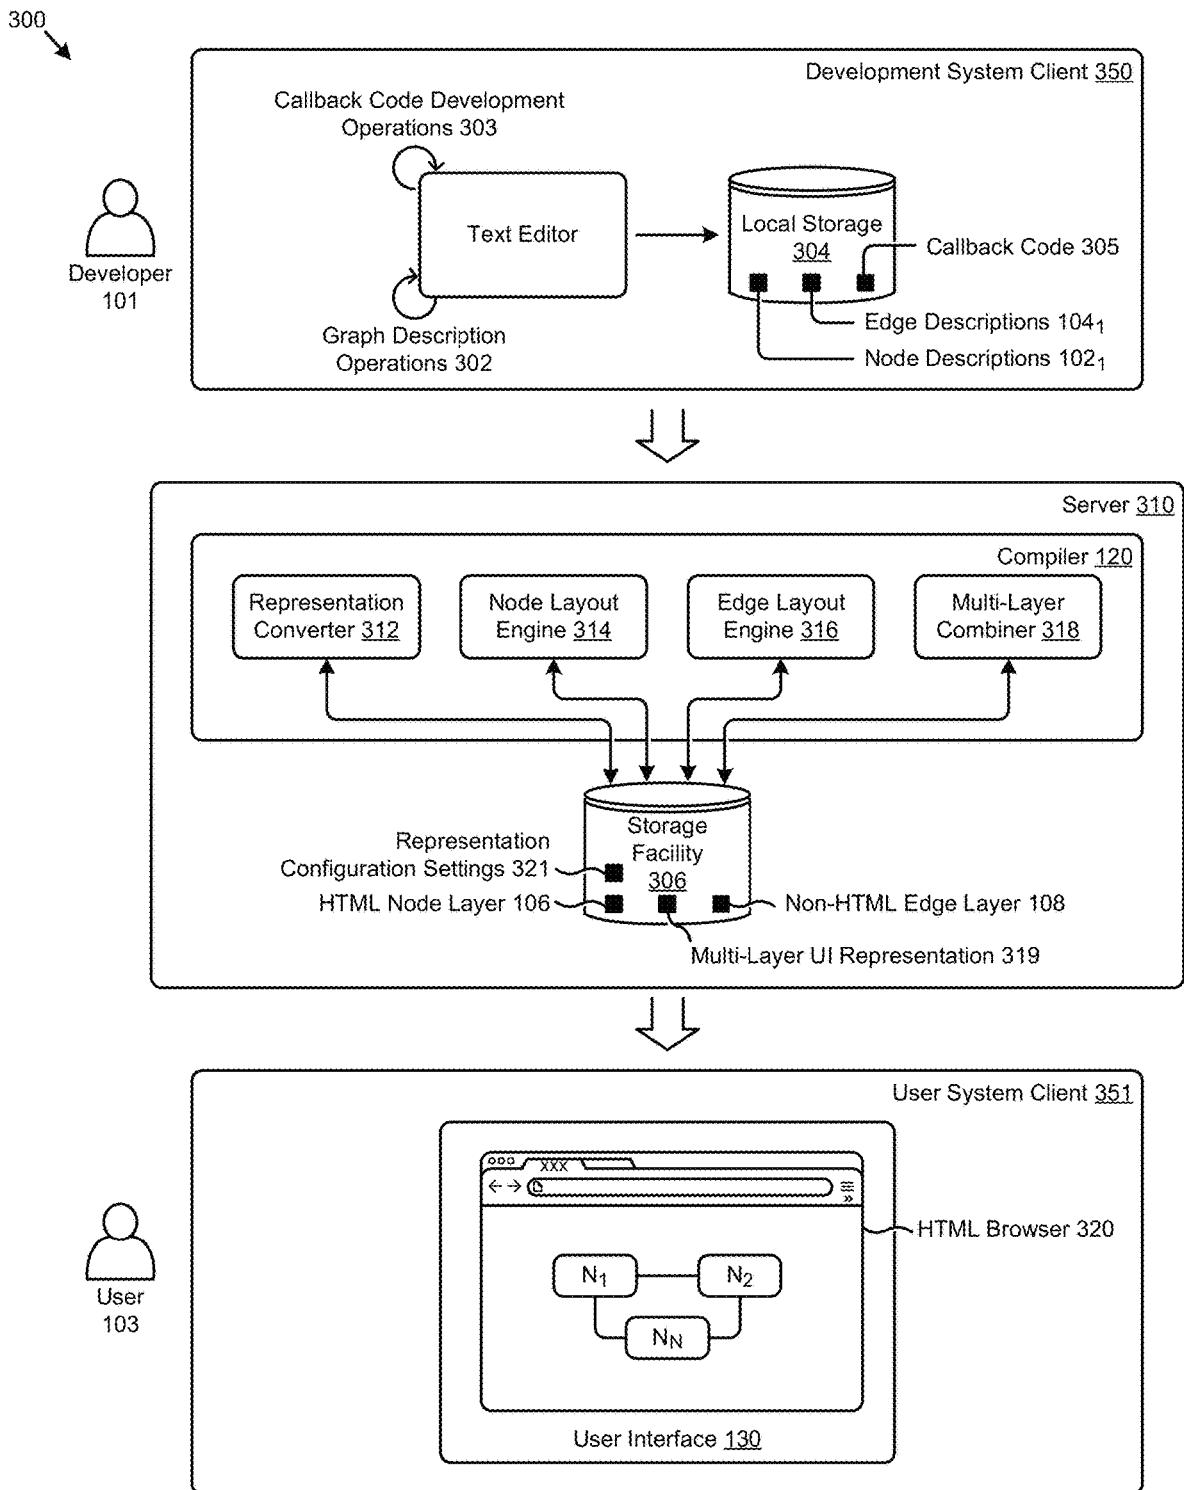 300
Development System Client 350
Callback Code Development
Operations 303
Text Editor
Local Storage
304
Callback Code 305
Developer
101
Edge Descriptions 104₁
Graph Description
Operations 302
Node Descriptions 102₁
Server 310
Compiler 120
Representation
Converter 312
Node Layout
Engine 314
Edge Layout
Engine 316
Multi-Layer
Combiner 318
Storage
Facility
306
Representation
Configuration Settings 321
HTML Node Layer 106
Non-HTML Edge Layer 108
Multi-Layer UI Representation 319
User System Client 351
XXX
HTML Browser 320
N₁
N₂
N_N
User
103
User Interface 130